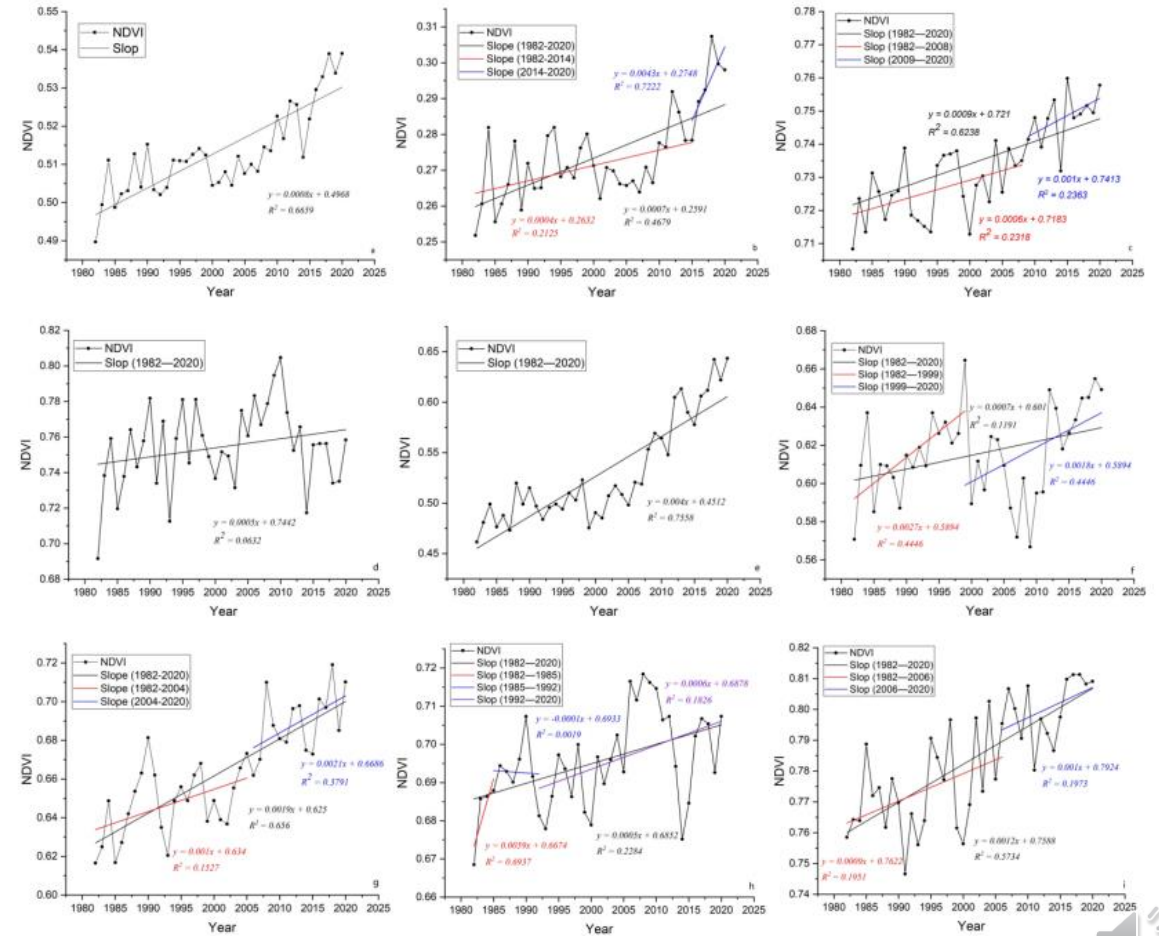 0.55
0.54
0.53
0.52
0.51
0.50
0.49
NDVI
NDVI
Slop
y = 0.0008x + 0.4968
R² = 0.6639
a
1980 1985 1990 1995 2000 2005 2010 2015 2020 2025
Year
0.31
0.30
0.29
0.28
0.27
0.26
0.25
NDVI
NDVI
Slope (1982-2020)
Slope (1982-2014)
Slope (2014-2020)
y = 0.0043x + 0.2748
R² = 0.7222
y = 0.0004x + 0.2632
R² = 0.2125
y = 0.0007x + 0.2591
R² = 0.4679
b
1980 1985 1990 1995 2000 2005 2010 2015 2020 2025
Year
0.78
0.77
0.76
0.75
0.74
0.73
0.72
0.71
NDVI
NDVI
Slop (1982—2020)
Slop (1982—2008)
Slop (2009—2020)
y = 0.0009x + 0.721
R² = 0.6238
y = 0.001x + 0.7413
R² = 0.2363
y = 0.0006x + 0.7183
R² = 0.2318
c
1980 1985 1990 1995 2000 2005 2010 2015 2020 2025
Year
0.82
0.80
0.78
0.76
0.74
0.72
0.70
0.68
NDVI
NDVI
Slop (1982—2020)
y = 0.0005x + 0.7442
R² = 0.0632
d
1980 1985 1990 1995 2000 2005 2010 2015 2020 2025
Year
0.65
0.60
0.55
0.50
0.45
NDVI
NDVI
Slop (1982—2020)
y = 0.004x + 0.4512
R² = 0.7558
e
1980 1985 1990 1995 2000 2005 2010 2015 2020 2025
Year
0.68
0.66
0.64
0.62
0.60
0.58
0.56
NDVI
NDVI
Slop (1982—2020)
Slop (1982—1999)
Slop (1999—2020)
y = 0.0007x + 0.601
R² = 0.1191
y = 0.0018x + 0.5894
R² = 0.4446
y = 0.0027x + 0.5894
R² = 0.4446
f
1980 1985 1990 1995 2000 2005 2010 2015 2020 2025
Year
0.72
0.70
0.68
0.66
0.64
0.62
0.60
NDVI
NDVI
Slope (1982-2020)
Slope (1982-2004)
Slope (2004-2020)
y = 0.0021x + 0.6686
R² = 0.3791
y = 0.0019x + 0.625
R² = 0.656
y = 0.001x + 0.634
R² = 0.1527
g
1980 1985 1990 1995 2000 2005 2010 2015 2020 2025
Year
0.72
0.71
0.70
0.69
0.68
0.67
0.66
NDVI
NDVI
Slop (1982—2020)
Slop (1982—1985)
Slop (1985—1992)
Slop (1992—2020)
y = 0.0006x + 0.6878
R² = 0.1826
y = -0.0001x + 0.6933
R² = 0.0019
y = 0.0005x + 0.6852
R² = 0.2284
y = 0.0059x + 0.6674
R² = 0.6937
h
1980 1985 1990 1995 2000 2005 2010 2015 2020 2025
Year
0.82
0.81
0.80
0.79
0.78
0.77
0.76
0.75
0.74
NDVI
NDVI
Slop (1982—2020)
Slop (1982—2006)
Slop (2006—2020)
y = 0.001x + 0.7924
R² = 0.1973
y = 0.0012x + 0.7588
R² = 0.5734
y = 0.0009x + 0.7622
R² = 0.1951
i
1980 1985 1990 1995 2000 2005 2010 2015 2020 2025
Year